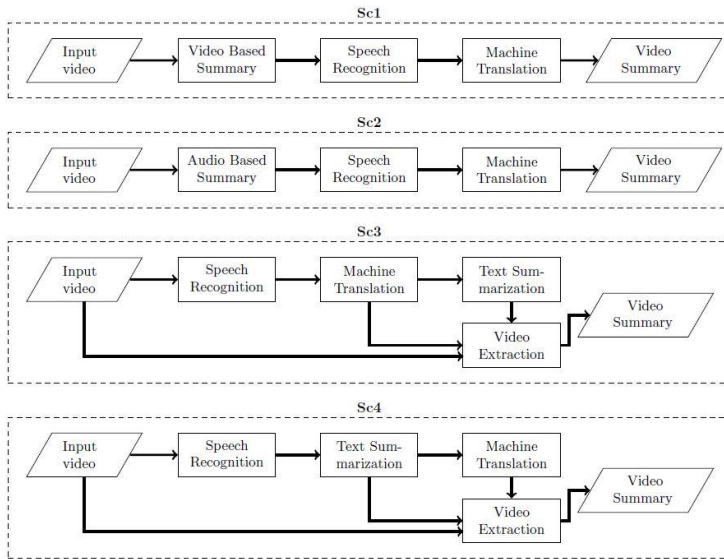 Sc1
Input
video
Video Based
Summary
Speech
Recognition
Machine
Translation
Video
Summary
Sc2
Input
video
Audio Based
Summary
Speech
Recognition
Machine
Translation
Video
Summary
Sc3
Input
video
Speech
Recognition
Machine
Translation
Text Sum-
marization
Video
Extraction
Video
Summary
Sc4
Input
video
Speech
Recognition
Text Sum-
marization
Machine
Translation
Video
Extraction
Video
Summary